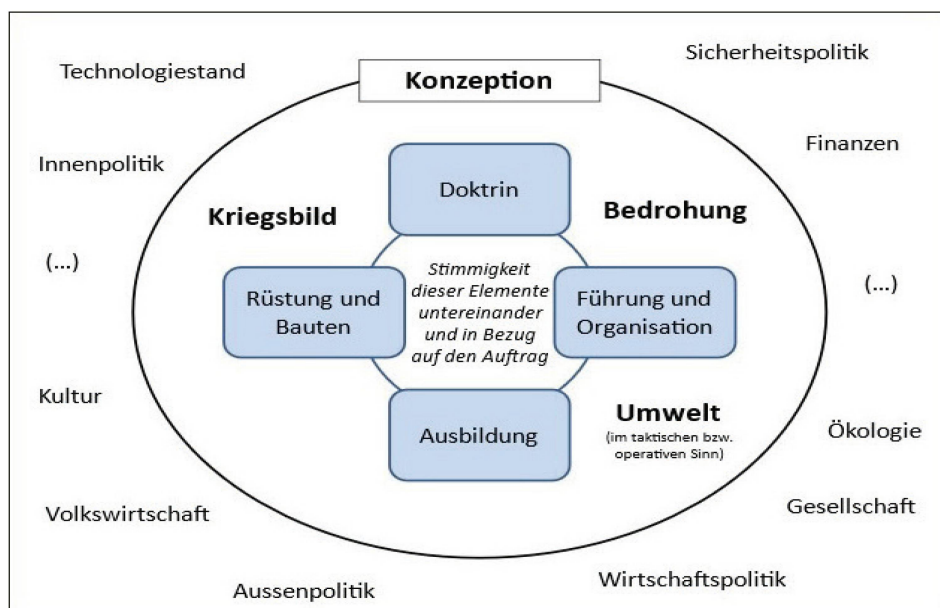 Sicherheitspolitik
Technologiestand
Konzeption
Finanzen
Innenpolitik
Doktrin
Kriegsbild
Bedrohung
(...)
(...)
Stimmigkeit
dieser Elemente
untereinander
und in Bezug
auf den Auftrag
Rüstung und
Bauten
Führung und
Organisation
Kultur
Umwelt
(im taktischen bzw.
operativen Sinn)
Ausbildung
Ökologie
Volkswirtschaft
Gesellschaft
Aussenpolitik
Wirtschaftspolitik